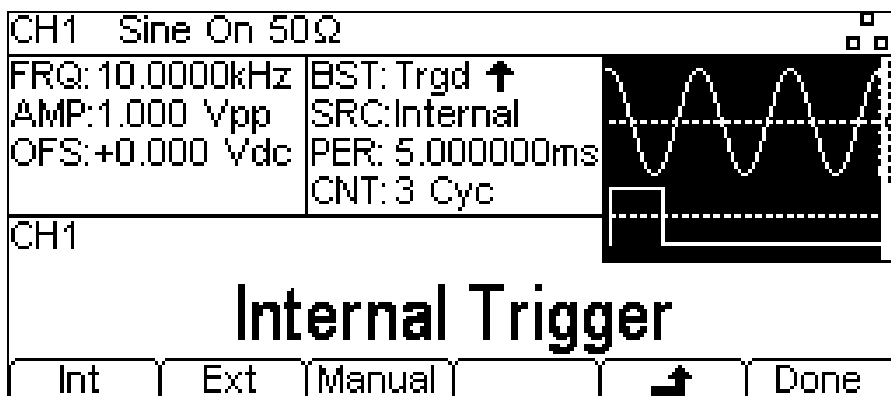 CH1 Sine On 50Ω
FRQ: 10.0000kHz
AMP:1.000 Vpp
OFS:+0.000 Vdc
BST: Trgd ↑
SRC:Internal
PER: 5.000000ms
CNT: 3 Cyc
CH1
Internal Trigger
Int Ext Manual Done